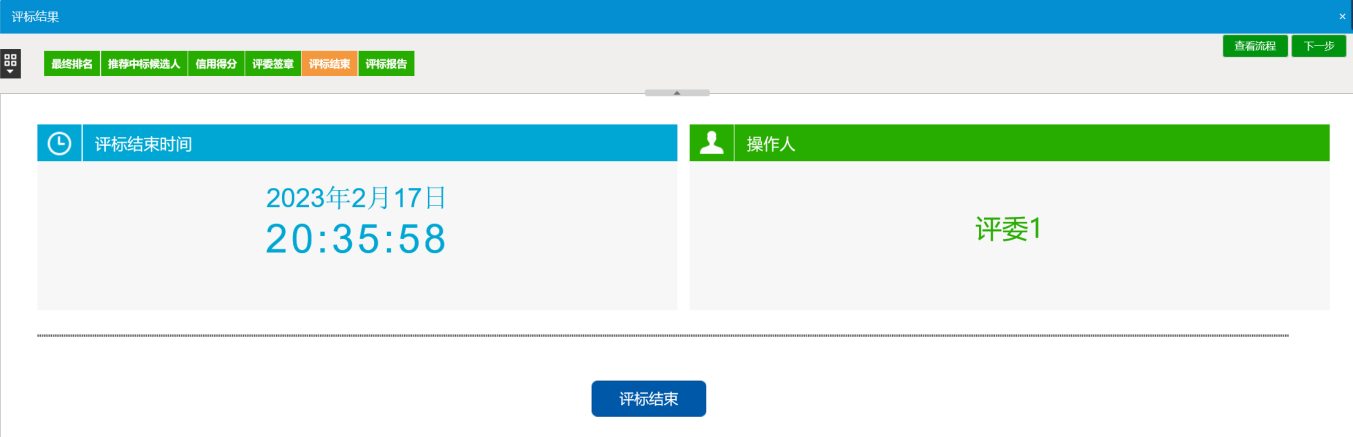 评标结果
×
查看流程 下一步
最终排名 推荐中标候选人 信用得分 评委签章 评标结束 评标报告
评标结束时间
2023年2月17日
20:35:58
操作人
评委1
评标结束